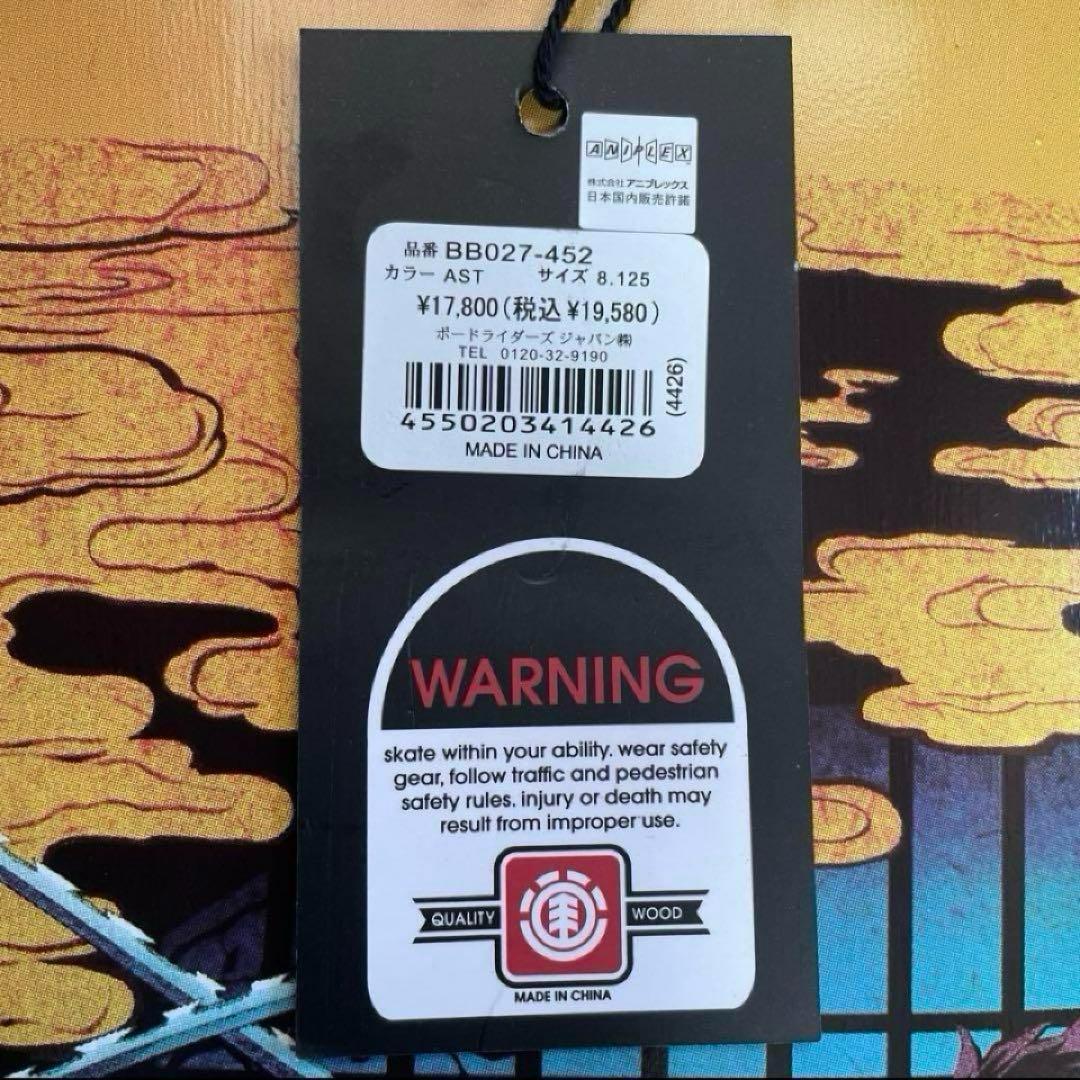 ANIPLEX
株式会社 アニプレックス
日本国内販売許諾
品番 BB027-452
カラー AST サイズ 8.125
¥17,800(税込 ¥19,580)
ボードライダーズ ジャパン㈱
TEL 0120-32-9190
(4426)
4550203414426
MADE IN CHINA
WARNING
skate within your ability. wear safety
gear, follow traffic and pedestrian
safety rules. injury or death may
result from improper use.
QUALITY WOOD
MADE IN CHINA